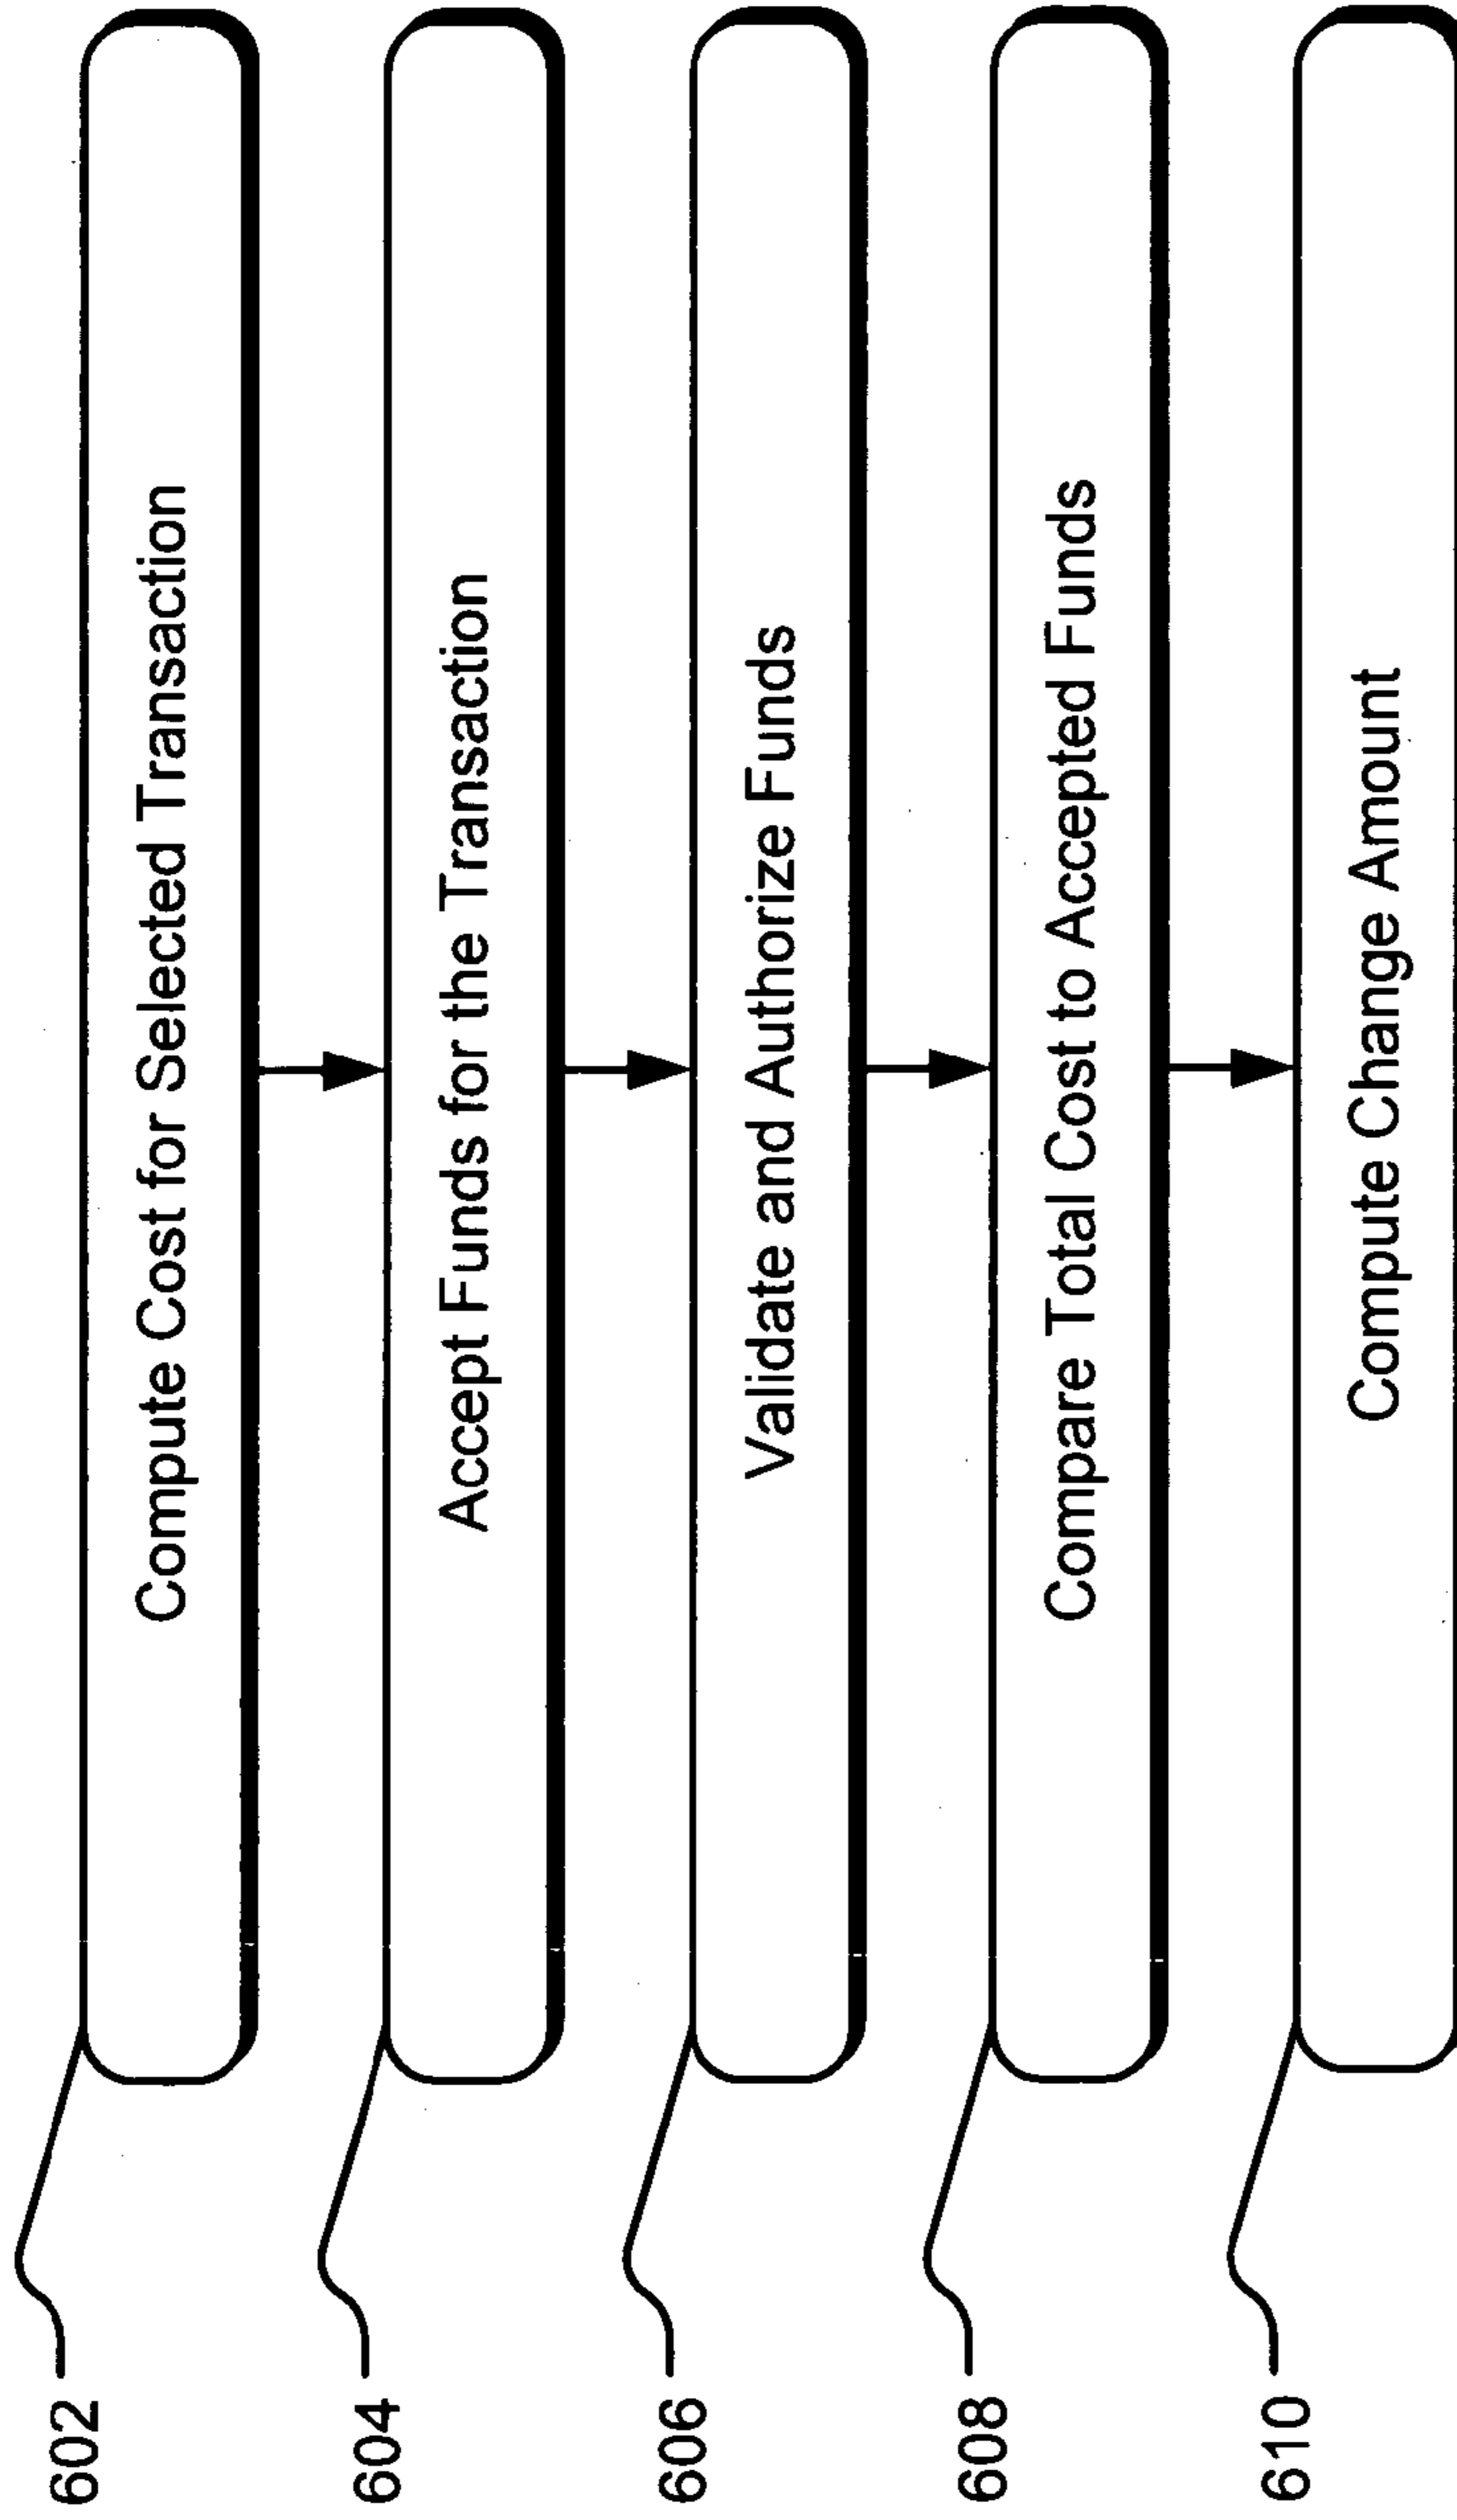 602
Compute Cost for Selected Transaction
604
Accept Funds for the Transaction
606
Validate and Authorize Funds
608
Compare Total Cost to Accepted Funds
610
Compute Change Amount